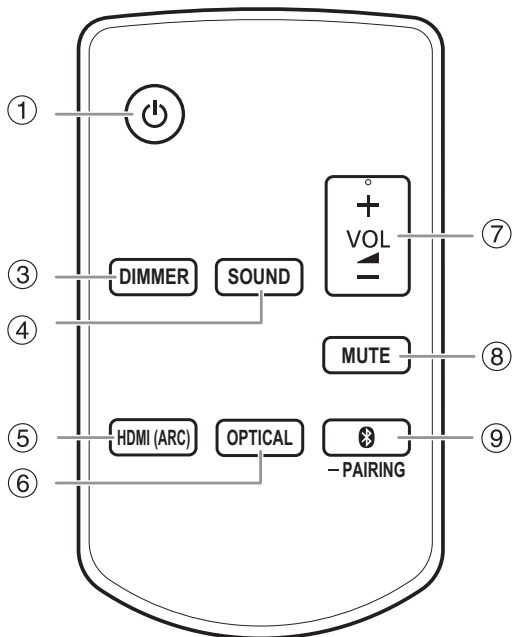 ①
+
VOL
−
⑦
③
DIMMER
SOUND
④
MUTE
⑧
⑤
HDMI (ARC)
OPTICAL
⑨
⑥
– PAIRING